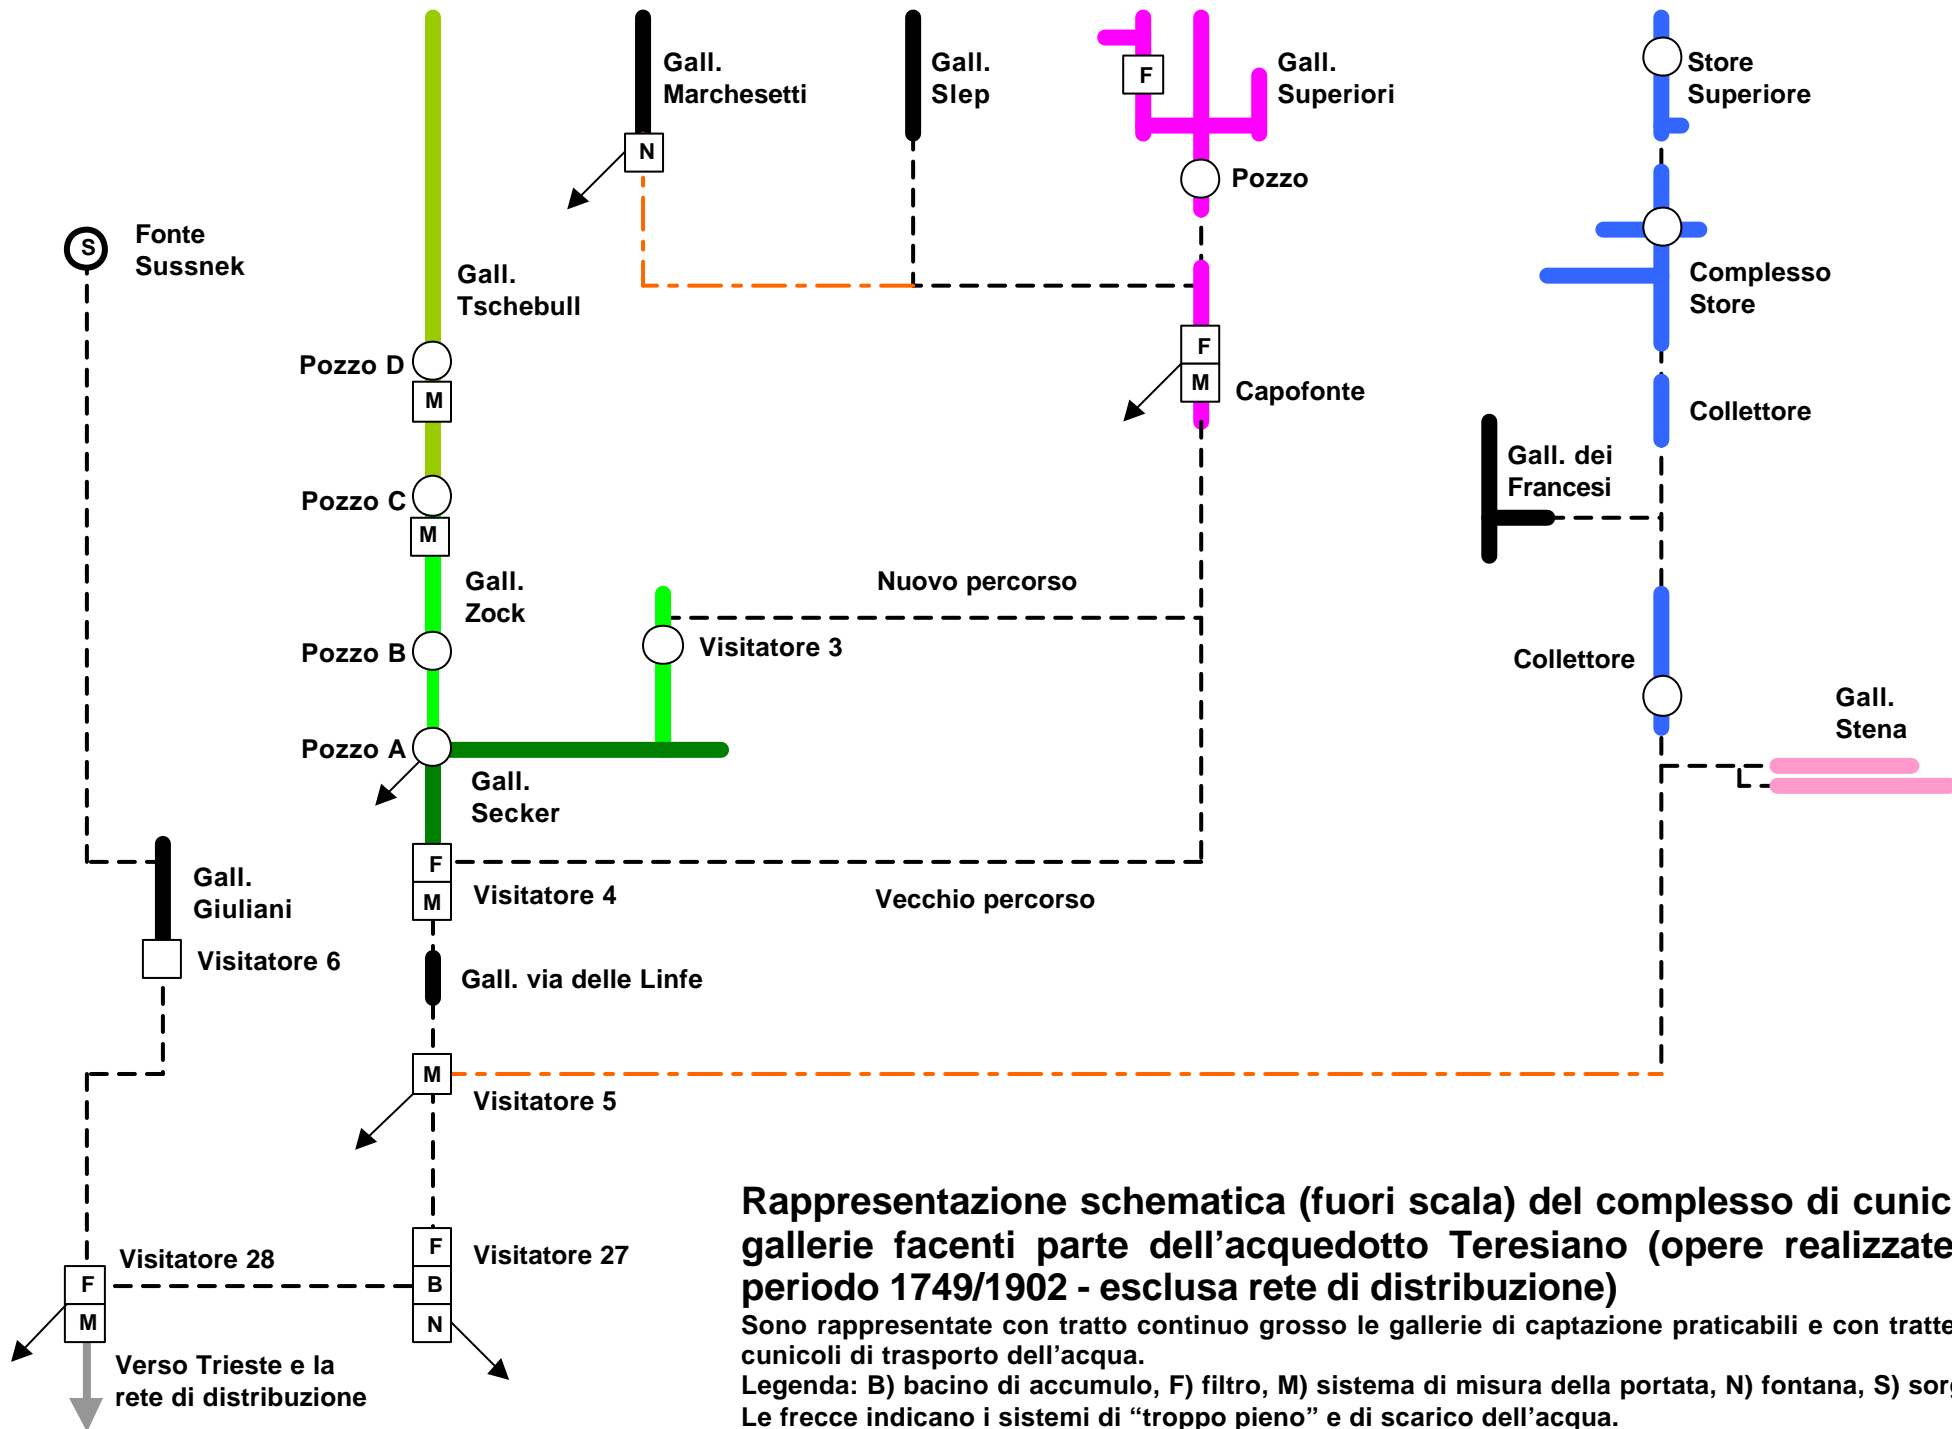 Gall.
Marchesetti
Gall.
Slep
F
Gall.
Superiori
Store
Superiore
N
Pozzo
S
Fonte
Sussnek
Gall.
Tschebull
Complesso
Store
Pozzo D
M
F
M
Capofonte
Collettore
Gall. dei
Francesi
Pozzo C
M
Gall.
Zock
Nuovo percorso
Pozzo B
Visitatore 3
Collettore
Gall.
Stena
Pozzo A
Gall.
Secker
F
M
Visitatore 4
Vecchio percorso
Gall.
Giuliani
Visitatore 6
Gall. via delle Linfe
M
Visitatore 5
Visitatore 28
F
M
F
B
N
Visitatore 27
Verso Trieste e la
rete di distribuzione
Rappresentazione schematica (fuori scala) del complesso di cunic
gallerie facenti parte dell'acquedotto Teresiano (opere realizzate
periodo 1749/1902 - esclusa rete di distribuzione)
Sono rappresentate con tratto continuo grosso le gallerie di captazione praticabili e con tratte
cunicoli di trasporto dell'acqua.
Legenda: B) bacino di accumulo, F) filtro, M) sistema di misura della portata, N) fontana, S) sorg
Le frecce indicano i sistemi di “troppo pieno” e di scarico dell'acqua.